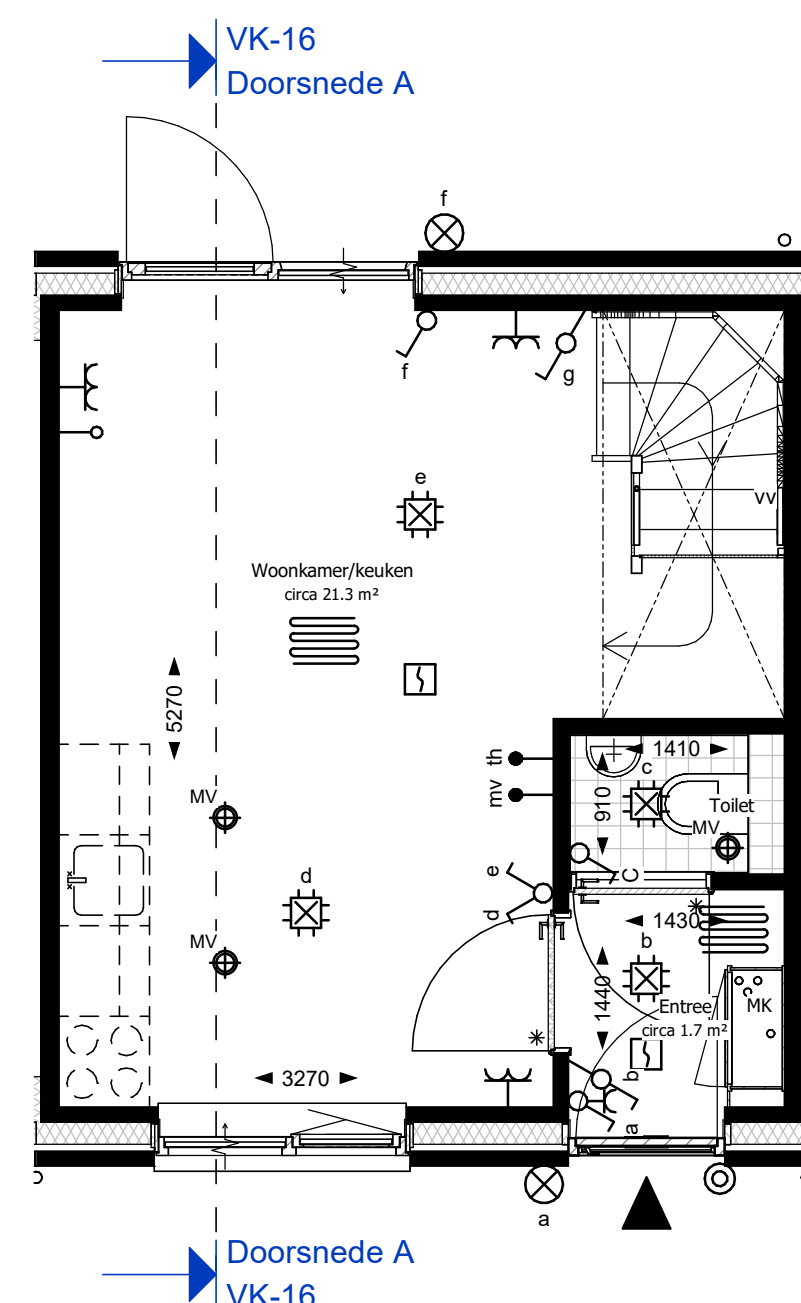 VK-16
Doorsnede A
f
f
g
e
vv
Woonkamer/keuken
circa 21.3 m²
5270
th
mv
1410
c
910
Toilet
MV
MV
C
d
e
d
MV
1430
b
1440
Entree
circa 1.7 m²
MK
3270
b
a
a
Doorsnede A
VK-16